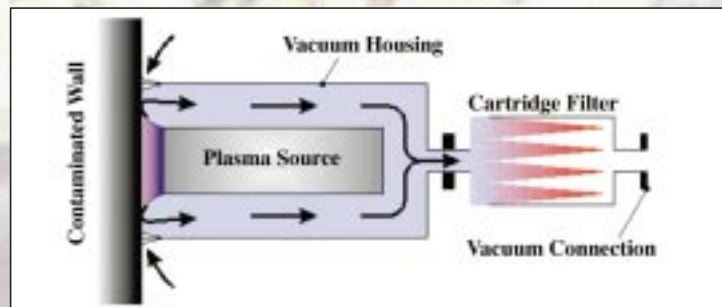 Vacuum Housing
Contaminated Wall
Plasma Source
Cartridge Filter
Vacuum Connection